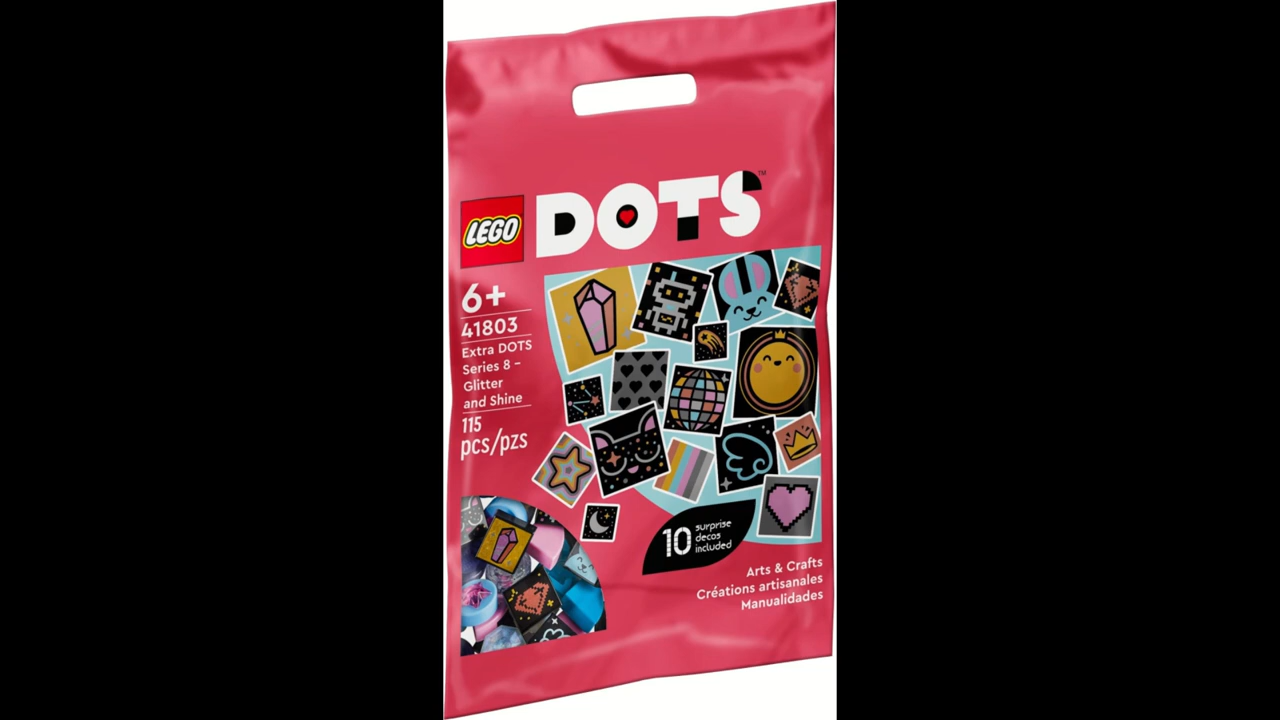 LEGO
DOTS™
6+
41803
Extra DOTS
Series 8 –
Glitter
and Shine
115
pcs/pzs
10
surprise
decos
included
Arts & Crafts
Créations artisanales
Manualidades